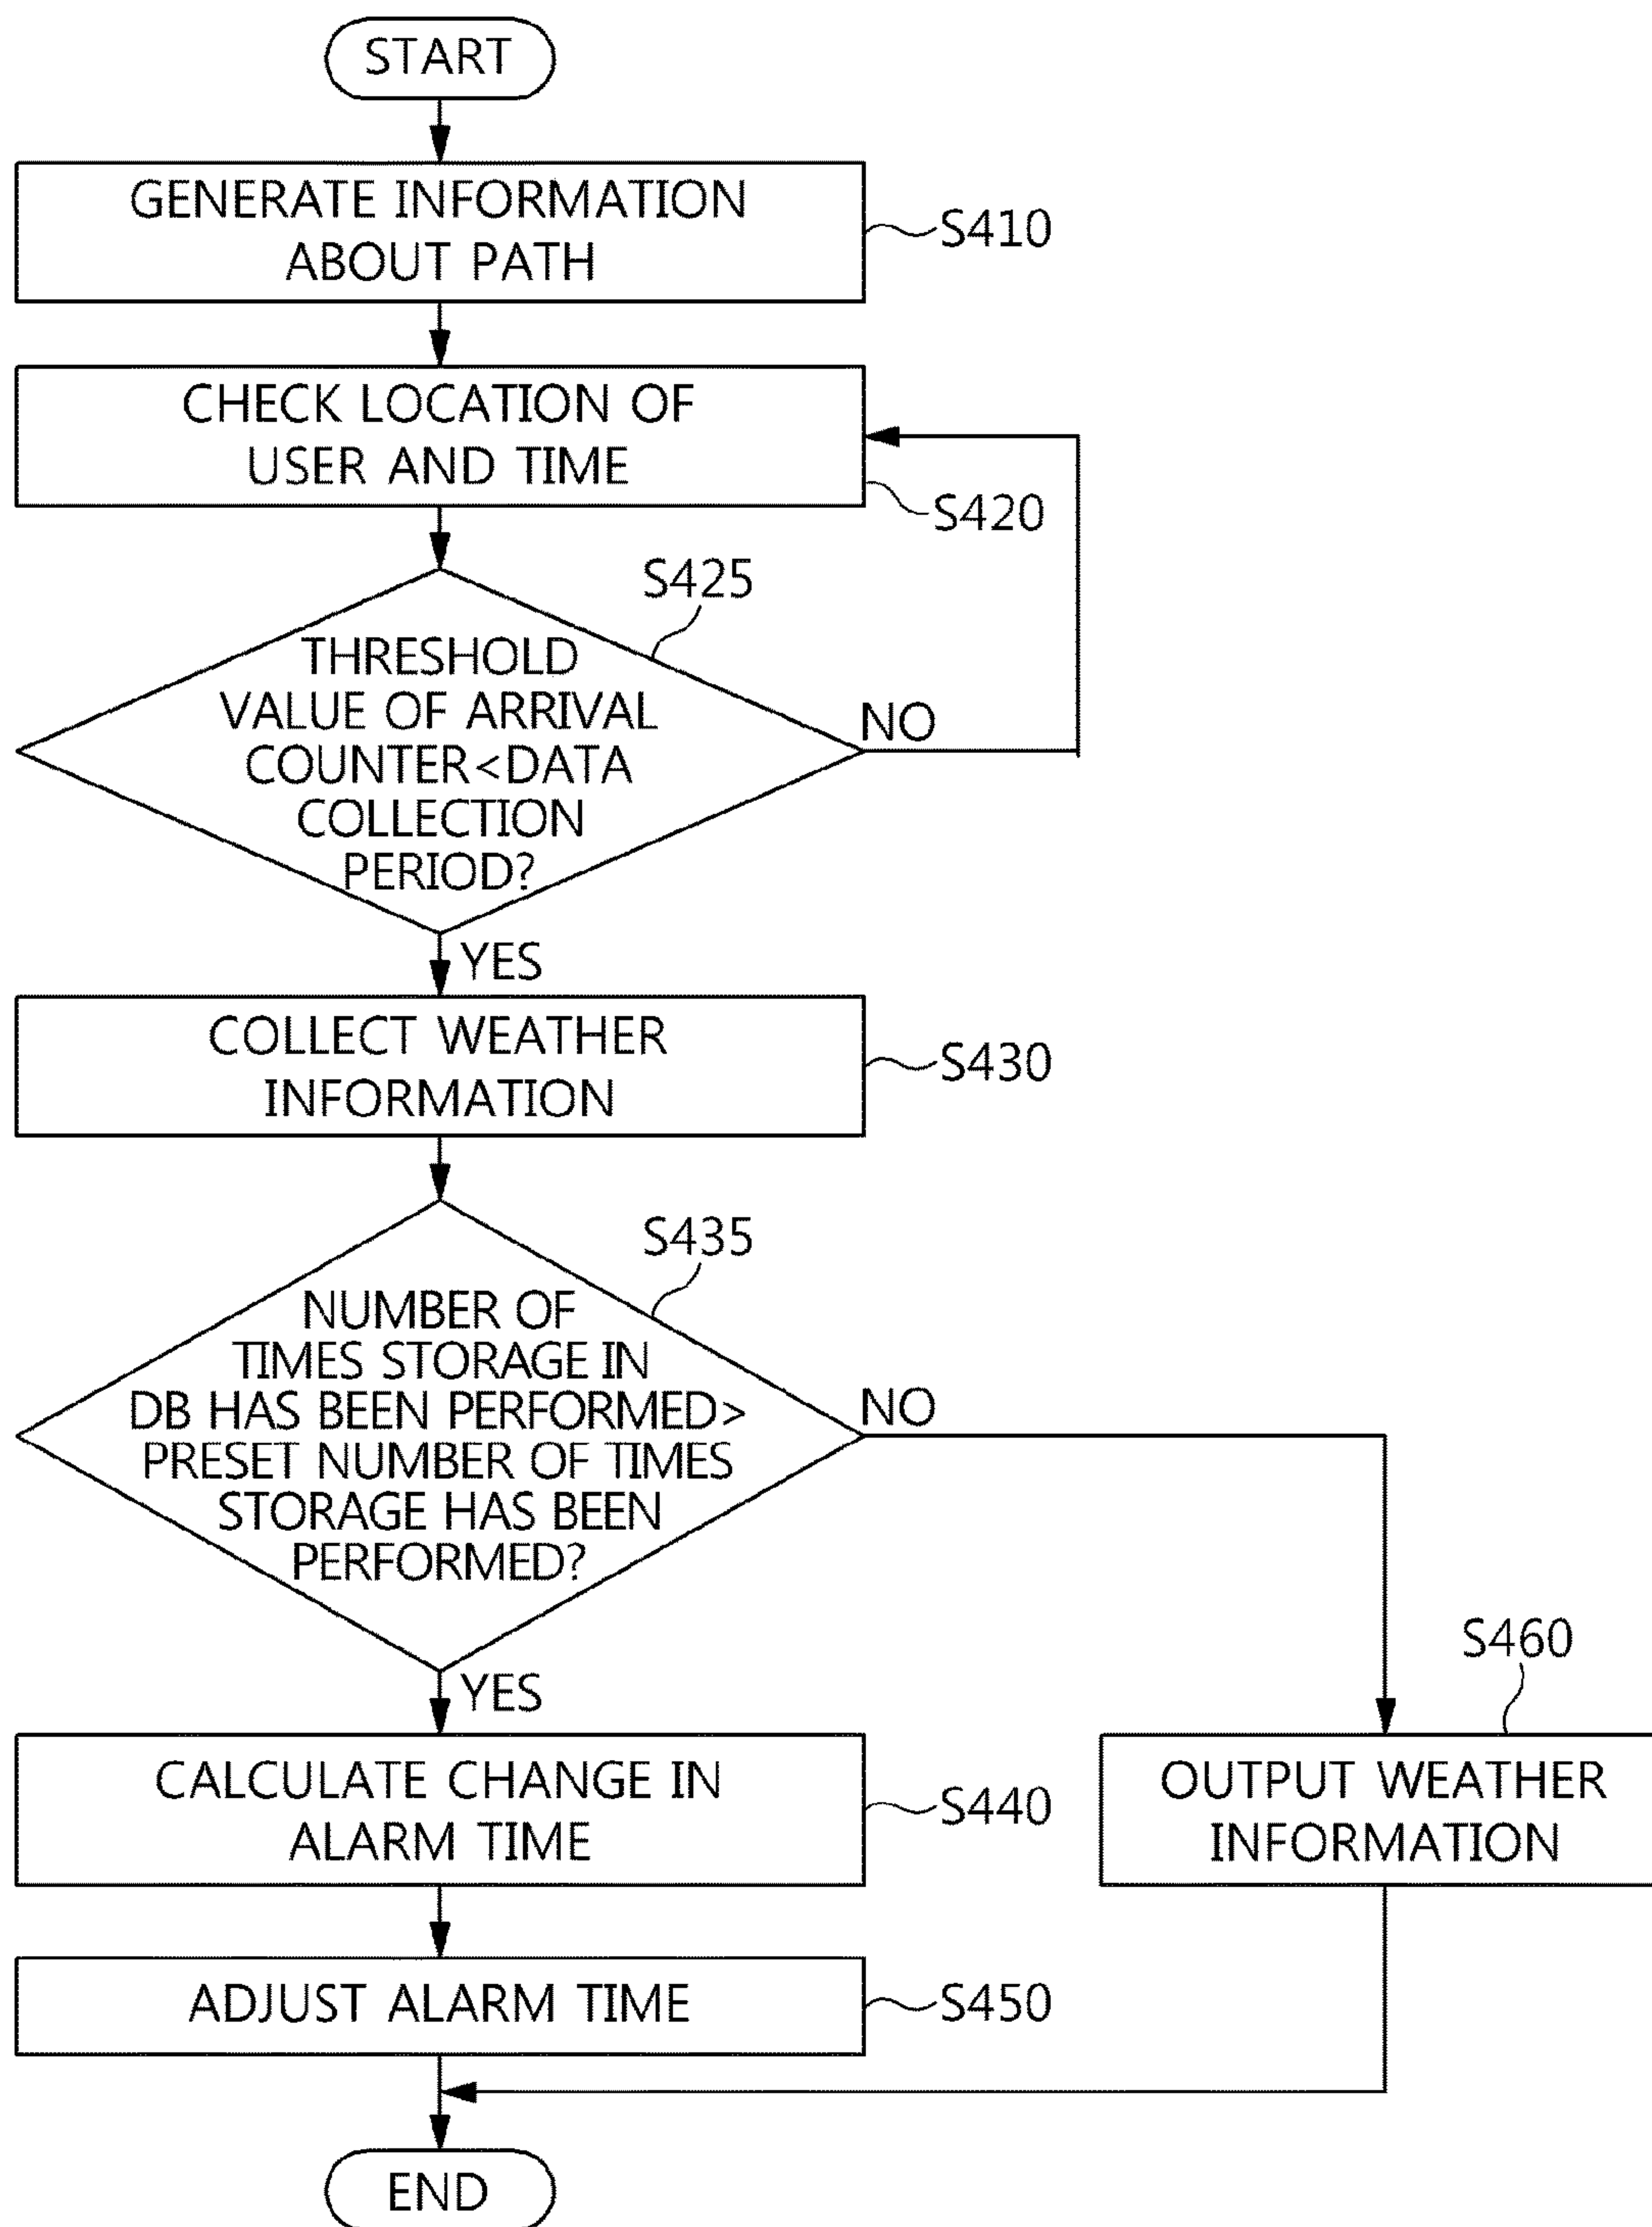 START
GENERATE INFORMATION
ABOUT PATH
S410
CHECK LOCATION OF
USER AND TIME
S420
S425
THRESHOLD
VALUE OF ARRIVAL
COUNTER<DATA
COLLECTION
PERIOD?
NO
YES
COLLECT WEATHER
INFORMATION
S430
S435
NUMBER OF
TIMES STORAGE IN
DB HAS BEEN PERFORMED>
PRESET NUMBER OF TIMES
STORAGE HAS BEEN
PERFORMED?
NO
YES
S460
CALCULATE CHANGE IN
ALARM TIME
S440
OUTPUT WEATHER
INFORMATION
ADJUST ALARM TIME
S450
END